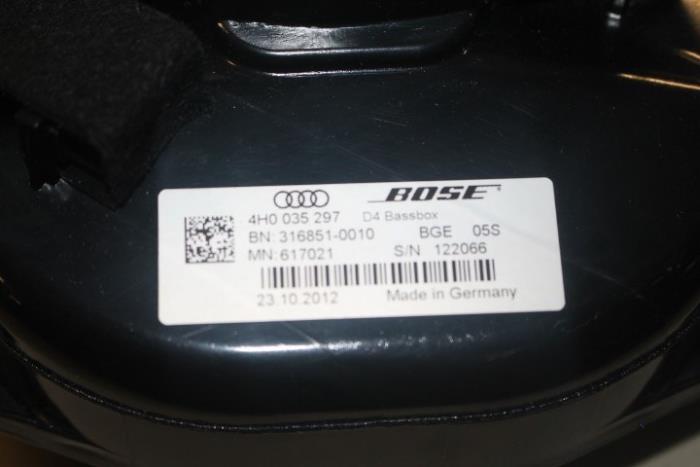 BOSE
4H0 035 297 D4 Bassbox
BN: 316851-0010 BGE 05S
MN: 617021 S/N 122066
23.10.2012 Made in Germany